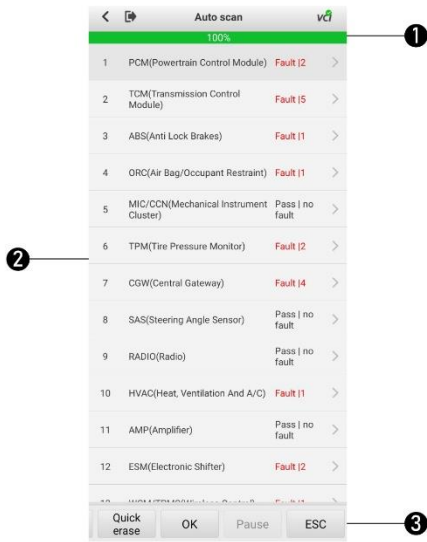 Auto scan
vci
100%
1
1 PCM(Powertrain Control Module) Fault |2
2 TCM(Transmission Control
Module) Fault |5
3 ABS(Anti Lock Brakes) Fault |1
4 ORC(Air Bag/Occupant Restraint) Fault |1
5 MIC/CCN(Mechanical Instrument Pass | no
Cluster) fault
2
6 TPM(Tire Pressure Monitor) Fault |2
7 CGW(Central Gateway) Fault |4
8 SAS(Steering Angle Sensor) Pass | no
fault
9 RADIO(Radio) Pass | no
fault
10 HVAC(Heat, Ventilation And A/C) Fault |1
11 AMP(Amplifier) Pass | no
fault
12 ESM(Electronic Shifter) Fault |2
Quick
erase
OK
Pause
ESC
3